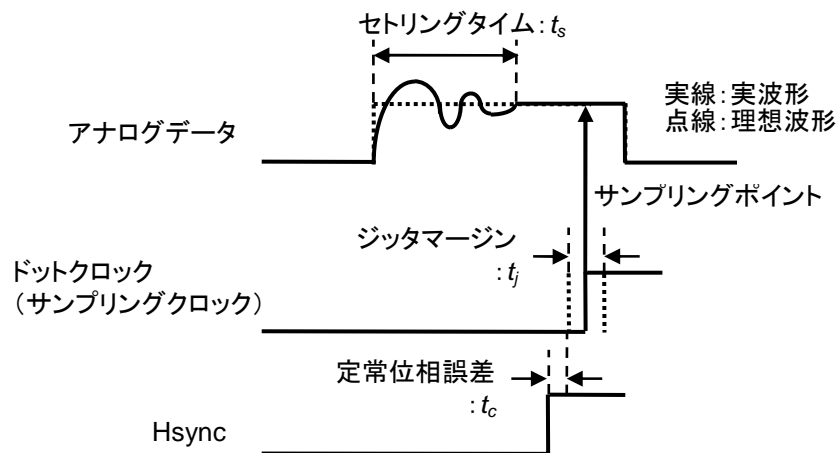 セトリングタイム：ts
アナログデータ
実線：実波形
点線：理想波形
サンプリングポイント
ジッタマージン
：tj
ドットクロック
（サンプリングクロック）
定常位相誤差
：tc
Hsync